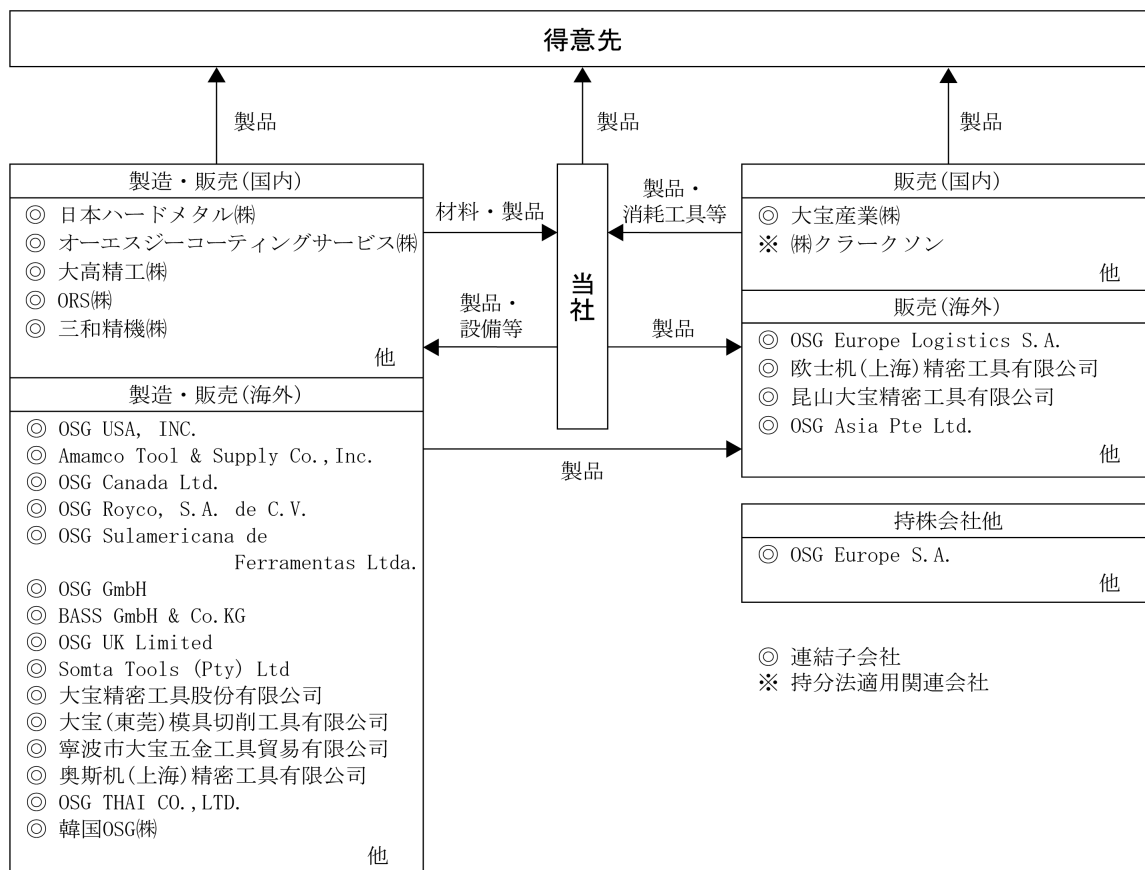 得意先
製品
製品
製品
製造・販売(国内)
◎ 日本ハードメタル㈱
◎ オーエスジーコーティングサービス㈱
◎ 大高精工㈱
◎ ORS㈱
◎ 三和精機㈱
他
製造・販売(海外)
◎ OSG USA, INC.
◎ Amamco Tool & Supply Co.,Inc.
◎ OSG Canada Ltd.
◎ OSG Royco, S.A. de C.V.
◎ OSG Sulamericana de
Ferramentas Ltda.
◎ OSG GmbH
◎ BASS GmbH & Co.KG
◎ OSG UK Limited
◎ Somta Tools (Pty) Ltd
◎ 大宝精密工具股份有限公司
◎ 大宝(東莞)模具切削工具有限公司
◎ 寧波市大宝五金工具貿易有限公司
◎ 奥斯机(上海)精密工具有限公司
◎ OSG THAI CO.,LTD.
◎ 韓国OSG㈱
他
材料・製品
製品・
設備等
当社
製品・
消耗工具等
製品
製品
販売(国内)
◎ 大宝産業㈱
※ ㈱クラークソン
他
販売(海外)
◎ OSG Europe Logistics S.A.
◎ 欧士机(上海)精密工具有限公司
◎ 昆山大宝精密工具有限公司
◎ OSG Asia Pte Ltd.
他
持株会社他
◎ OSG Europe S.A.
他
◎ 連結子会社
※ 持分法適用関連会社